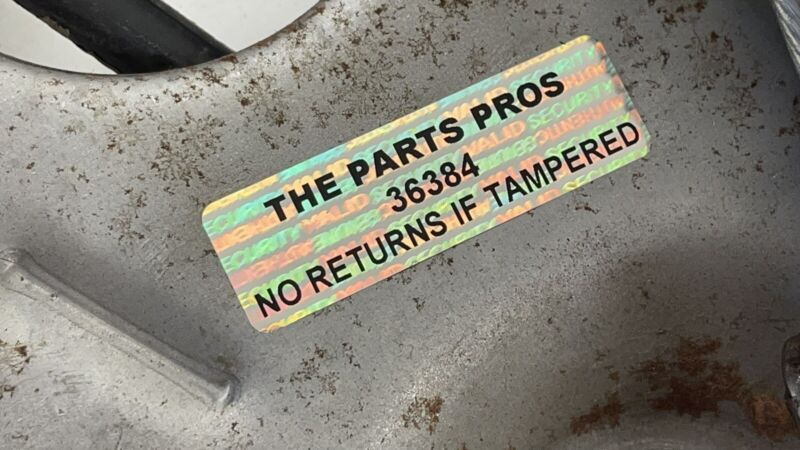 THE PARTS PROS
36384
NO RETURNS IF TAMPERED